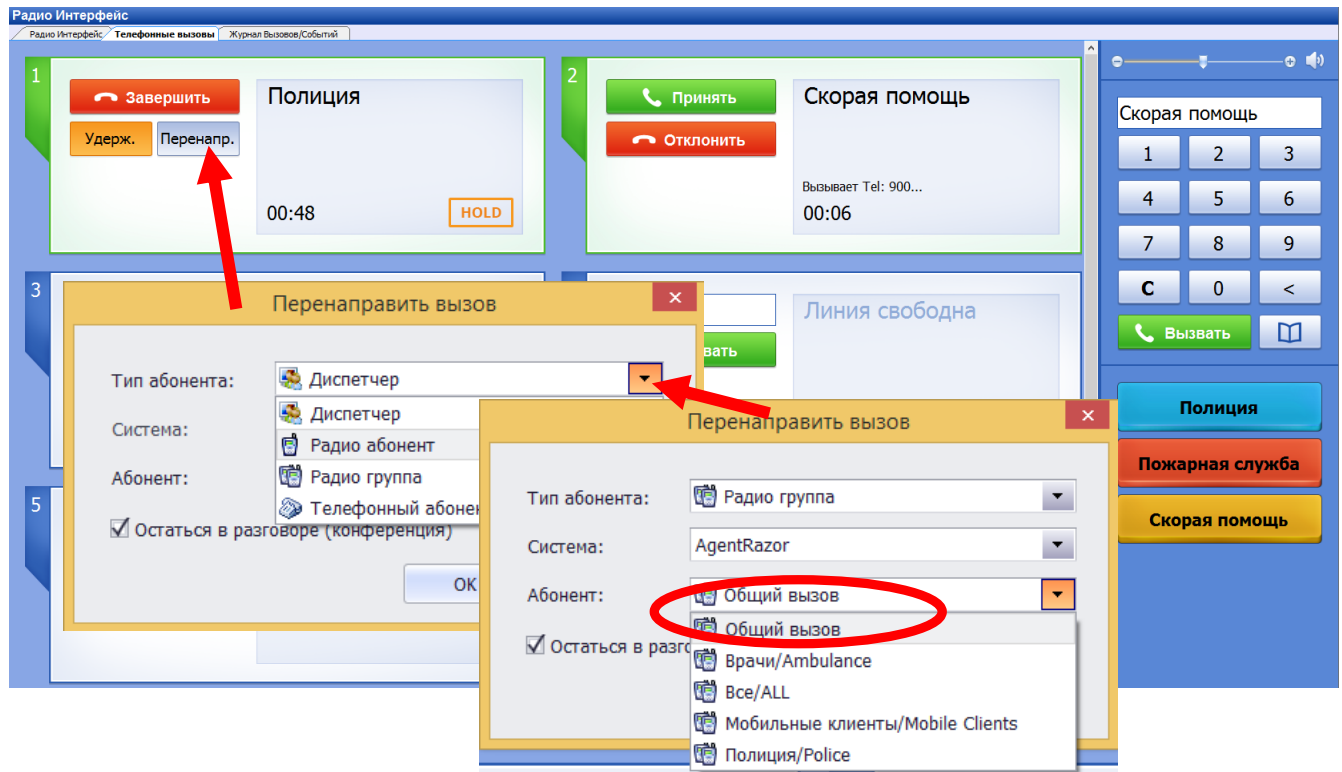 Радио Интерфейс
Радио Интерфейс Телефонные вызовы Журнал Вызовов/Событий
1
Завершить
Удерж. Перенапр.
Полиция
00:48 HOLD
2
Принять
Отклонить
Скорая помощь
Вызывает Tel: 900...
00:06
3
Линия свободна
вать
5
Перенаправить вызов
Тип абонента: Диспетчер
Диспетчер
Система:
Радио абонент
Абонент:
Радио группа
Телефонный абонен
Остаться в разговоре (конференция)
OK
Перенаправить вызов
Тип абонента: Радио группа
Система: AgentRazor
Абонент: Общий вызов
Общий вызов
Остаться в разго
Врачи/Ambulance
Все/ALL
Мобильные клиенты/Mobile Clients
Полиция/Police
Скорая помощь
1 2 3
4 5 6
7 8 9
C 0 <
Вызвать
Полиция
Пожарная служба
Скорая помощь